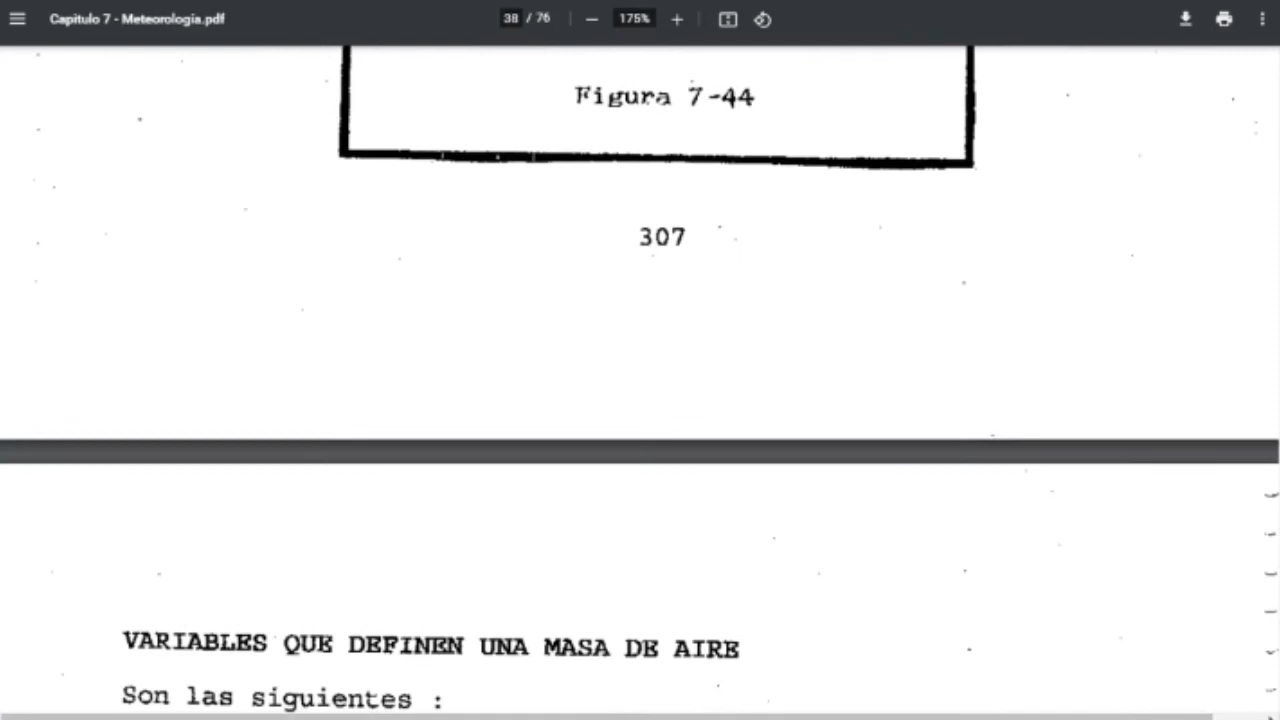 Capitulo 7 - Meteorologia.pdf
38 / 76
175%
Figura 7-44
307
VARIABLES QUE DEFINEN UNA MASA DE AIRE
Son las siguientes :